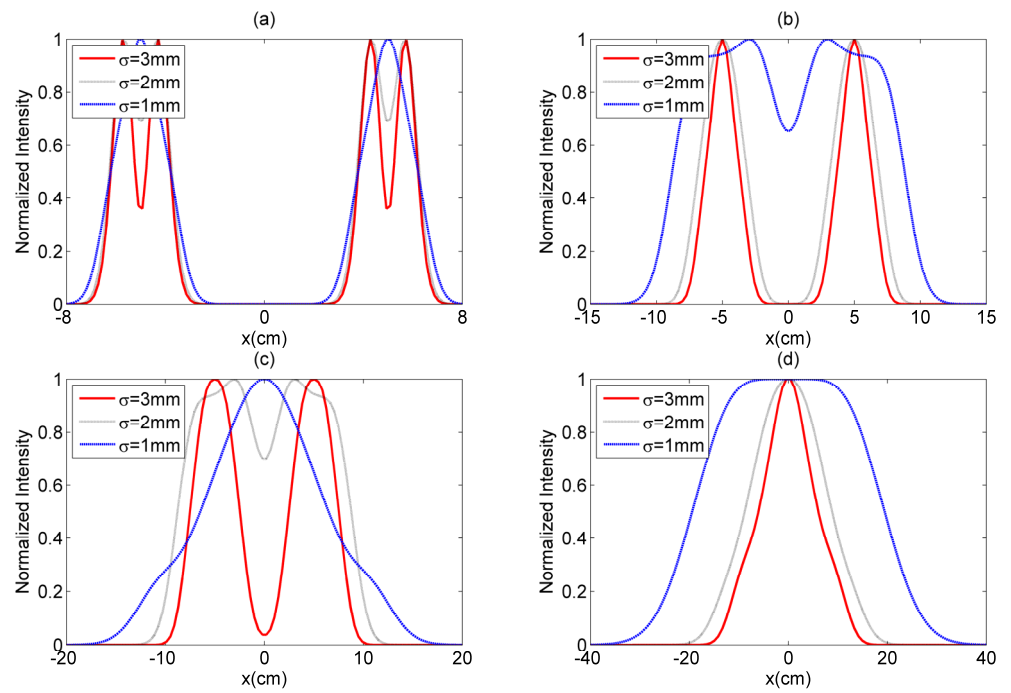 (a)
Normalized Intensity
1
0.8
0.6
0.4
0.2
0
-8
0
8
x(cm)
σ=3mm
σ=2mm
σ=1mm
(b)
Normalized Intensity
1
0.8
0.6
0.4
0.2
0
-15
-10
-5
0
5
10
15
x(cm)
σ=3mm
σ=2mm
σ=1mm
(c)
Normalized Intensity
1
0.8
0.6
0.4
0.2
0
-20
-10
0
10
20
x(cm)
σ=3mm
σ=2mm
σ=1mm
(d)
Normalized Intensity
1
0.8
0.6
0.4
0.2
0
-40
-20
0
20
40
x(cm)
σ=3mm
σ=2mm
σ=1mm